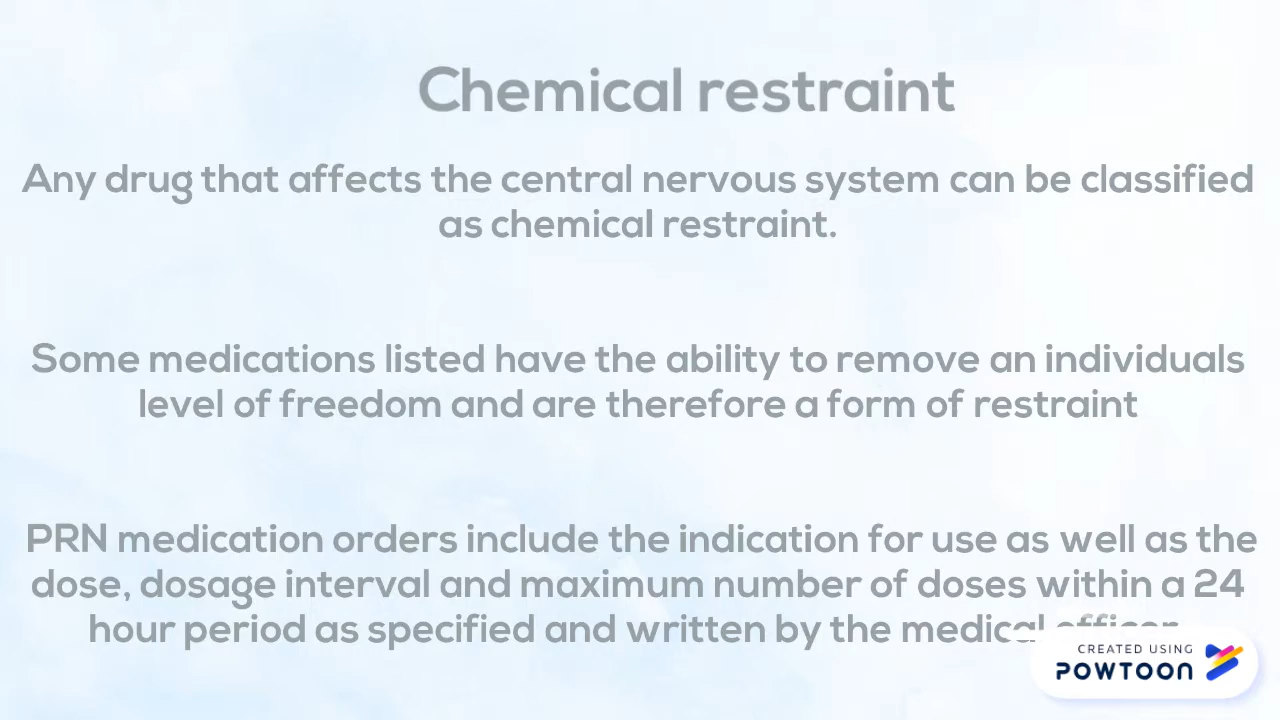 Chemical restraint
Any drug that affects the central nervous system can be classified
as chemical restraint.
Some medications listed have the ability to remove an individuals
level of freedom and are therefore a form of restraint
PRN medication orders include the indication for use as well as the
dose, dosage interval and maximum number of doses within a 24
hour period as specified and written by the medical officer
CREATED USING
POWTOON